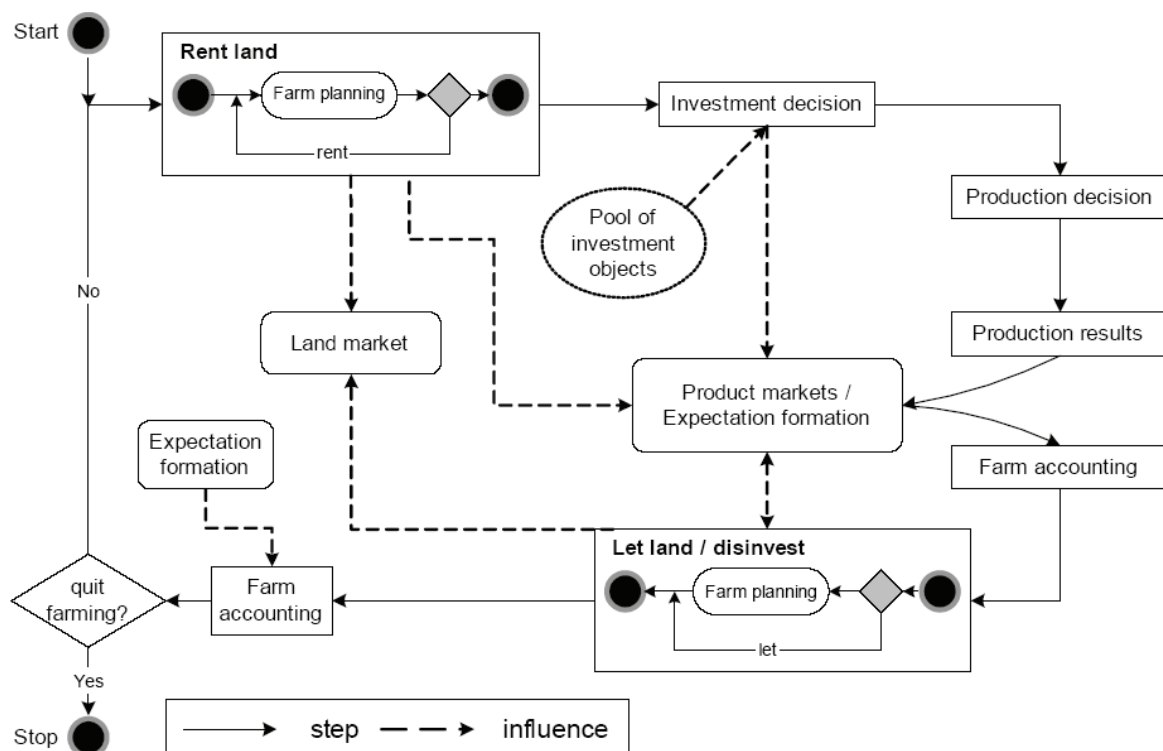 Start
Rent land
Farm planning
rent
Investment decision
Production decision
Pool of
investment
objects
No
Production results
Land market
Product markets /
Expectation formation
Expectation
formation
Farm accounting
Let land / disinvest
Farm planning
let
quit
farming?
Farm
accounting
Yes
Stop
step
influence